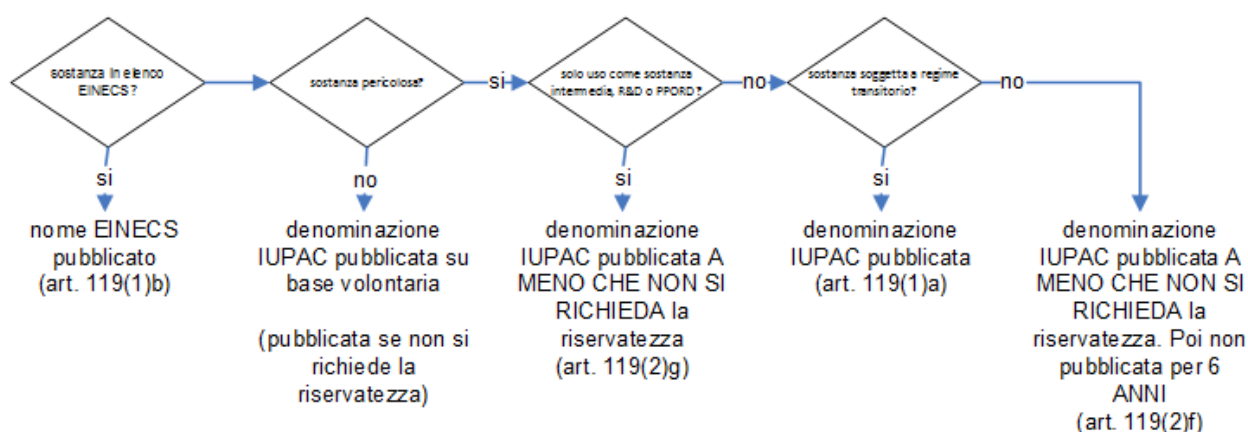 sostanza in elenco
EINECS?
sostanza pericolosa?
si
solo uso come sostanza
intermedia, R&D o PPORD?
no
sostanza soggetta a regime
transitorio?
no
si
nome EINECS
pubblicato
(art. 119(1)b)
no
denominazione
IUPAC pubblicata su
base volontaria
(pubblicata se non si
richiede la
riservatezza)
si
denominazione
IUPAC pubblicata A
MENO CHE NON SI
RICHIEDA la
riservatezza
(art. 119(2)g)
si
denominazione
IUPAC pubblicata
(art. 119(1)a)
denominazione
IUPAC pubblicata A
MENO CHE NON SI
RICHIEDA la
riservatezza. Poi non
pubblicata per 6
ANNI
(art. 119(2)f)